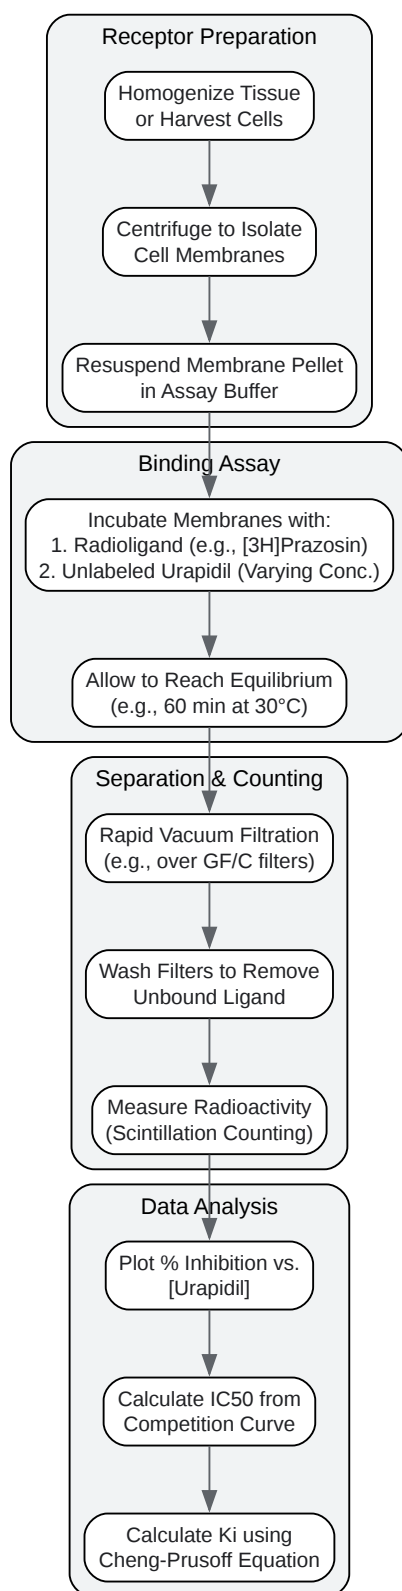 Receptor Preparation
Homogenize Tissue
or Harvest Cells
Centrifuge to Isolate
Cell Membranes
Resuspend Membrane Pellet
in Assay Buffer
Binding Assay
Incubate Membranes with:
1. Radioligand (e.g., [3H]Prazosin)
2. Unlabeled Urapidil (Varying Conc.)
Allow to Reach Equilibrium
(e.g., 60 min at 30°C)
Separation & Counting
Rapid Vacuum Filtration
(e.g., over GF/C filters)
Wash Filters to Remove
Unbound Ligand
Measure Radioactivity
(Scintillation Counting)
Data Analysis
Plot % Inhibition vs.
[Urapidil]
Calculate IC50 from
Competition Curve
Calculate Ki using
Cheng-Prusoff Equation